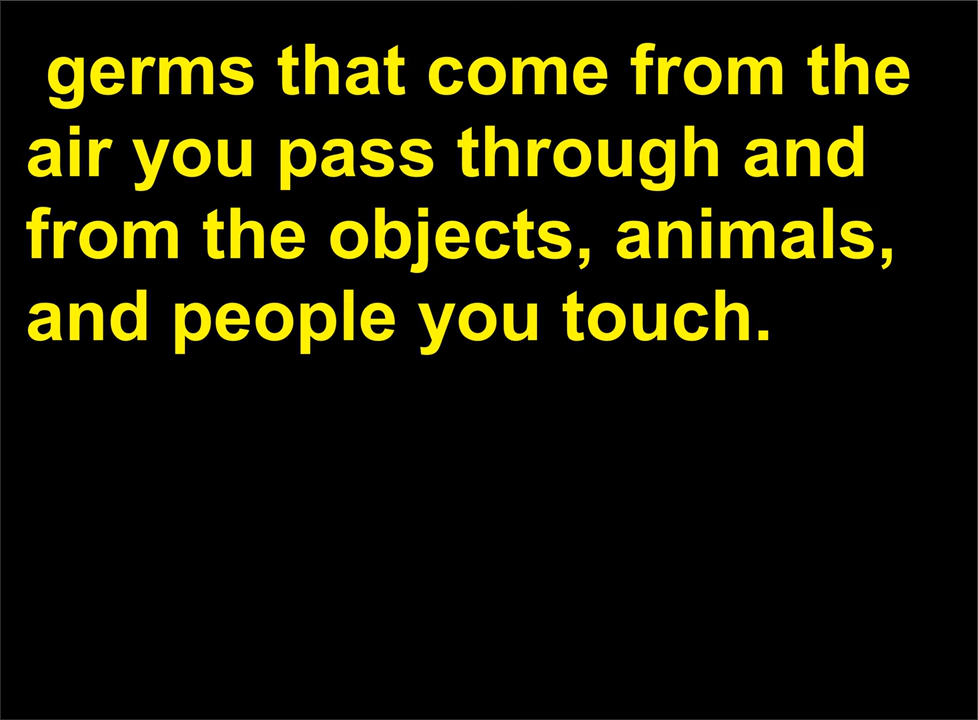 germs that come from the
air you pass through and
from the objects, animals,
and people you touch.